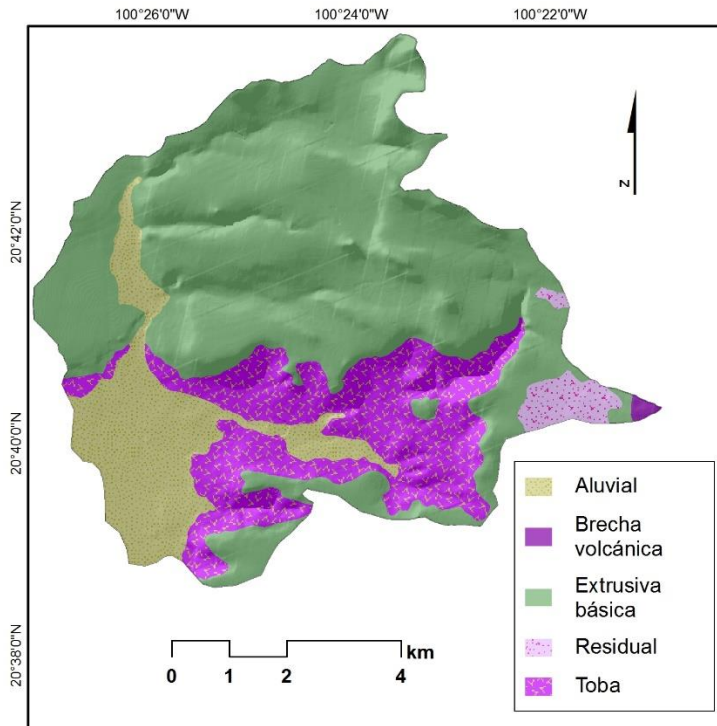 100°26'0"W 100°24'0"W 100°22'0"W
N
20°42'0"N
20°40'0"N
20°38'0"N
Aluvial
Brecha
volcánica
Extrusiva
básica
Residual
Toba
km
0 1 2 4